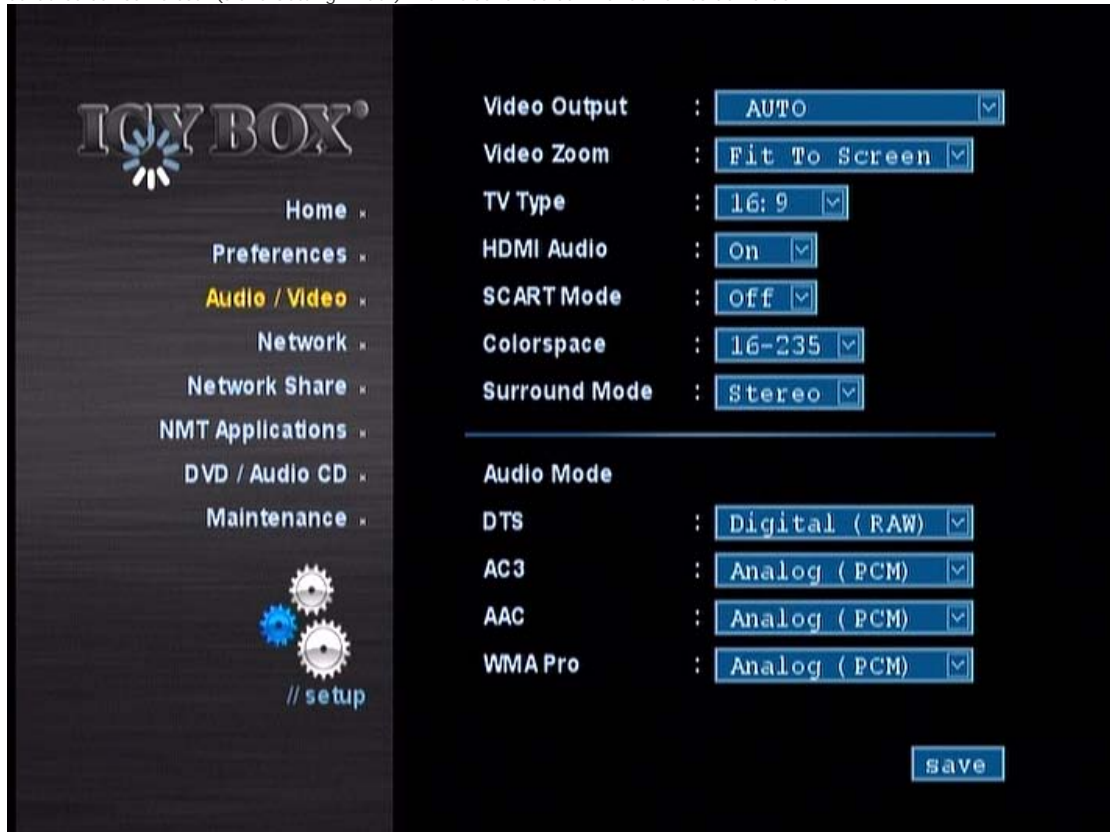 ICY BOX®
Home
Preferences
Audio / Video
Network
Network Share
NMT Applications
DVD / Audio CD
Maintenance
// setup
Video Output : AUTO
Video Zoom : Fit To Screen
TV Type : 16:9
HDMI Audio : On
SCART Mode : Off
Colorspace : 16-235
Surround Mode : Stereo
Audio Mode
DTS : Digital (RAW)
AC3 : Analog (PCM)
AAC : Analog (PCM)
WMA Pro : Analog (PCM)
save